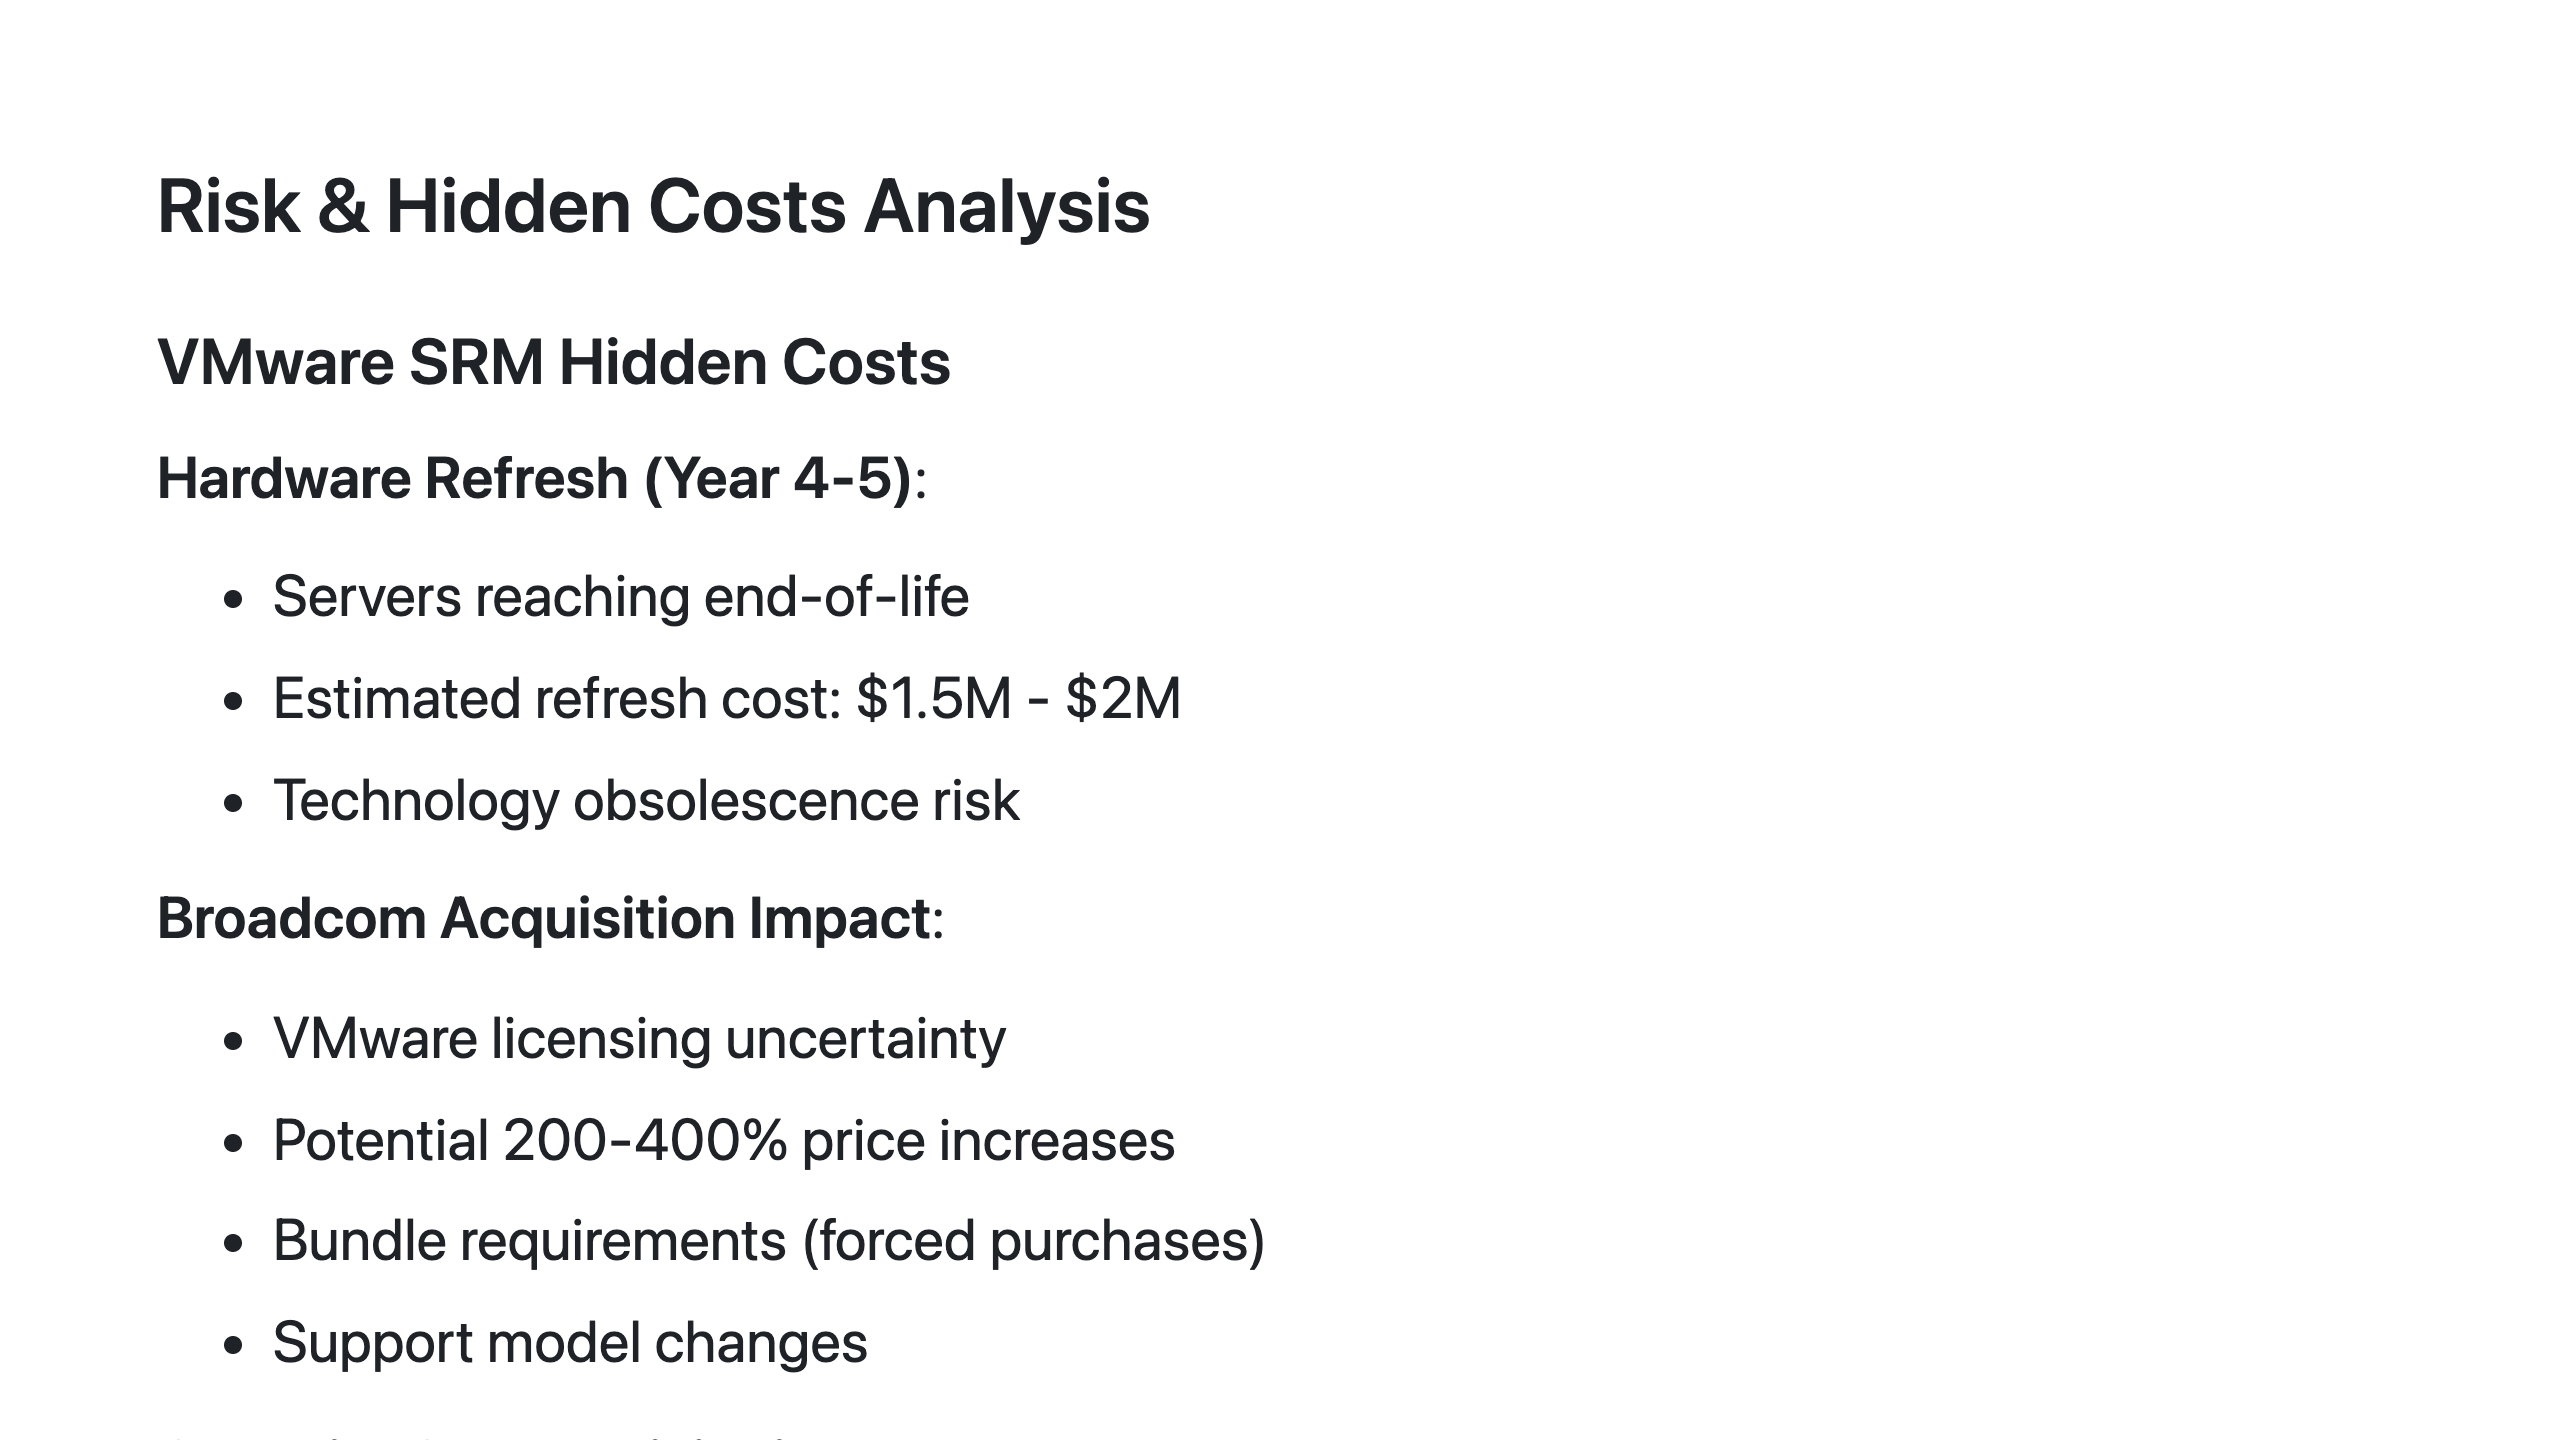 Risk & Hidden Costs Analysis
VMware SRM Hidden Costs
Hardware Refresh (Year 4-5):
• Servers reaching end-of-life
• Estimated refresh cost: $1.5M - $2M
• Technology obsolescence risk
Broadcom Acquisition Impact:
• VMware licensing uncertainty
• Potential 200-400% price increases
• Bundle requirements (forced purchases)
• Support model changes